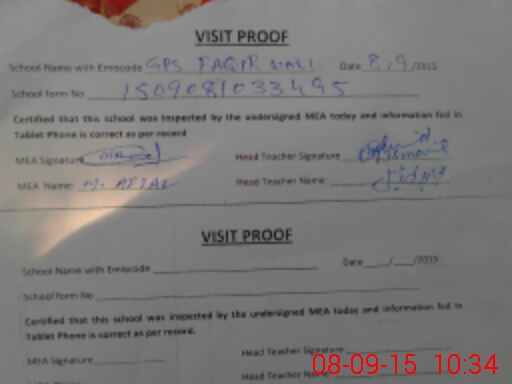 VISIT PROOF
School Name with Emiscode GPS FAQIR WALI Date 8/9/2015
School form No 1509081033495
Certified that this school was inspected by the undersigned MEA today and information fed in
Tablet Phone is correct as per record
MEA Signature Head Teacher Signature
MEA Name: M. AFZAL Head Teacher Name:
VISIT PROOF
School Name with Emiscode Date / /2015
School form No
Certified that this school was inspected by the undersigned MEA today and information fed in
Tablet Phone is correct as per record.
MEA Signature Head Teacher Signature
Head Teacher Name
08-09-15 10:34